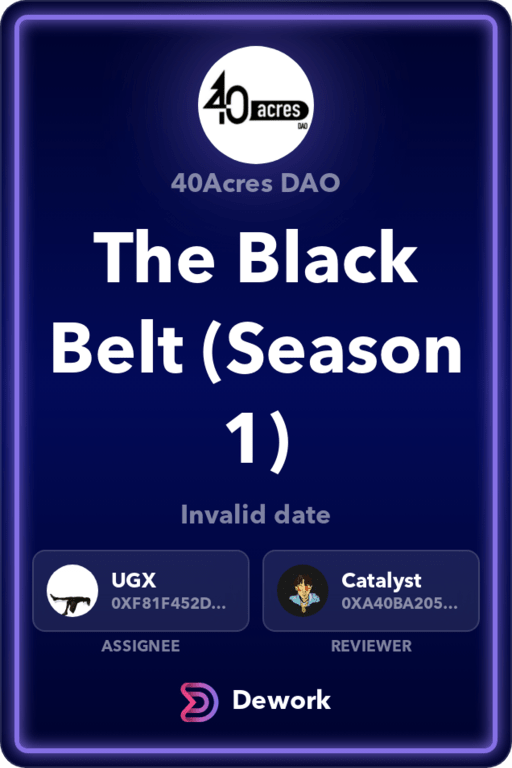 40 acres
DAO
40Acres DAO
The Black
Belt (Season
1)
Invalid date
UGX
0XF81F452D...
ASSIGNEE
Catalyst
0XA40BA205...
REVIEWER
Dework